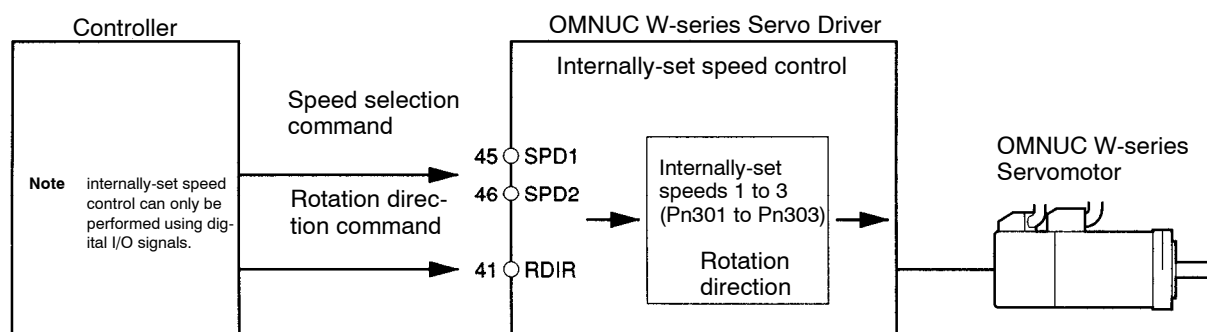 Controller
OMNUC W-series Servo Driver
Internally-set speed control
Speed selection
command
Note internally-set speed
control can only be
performed using dig-
ital I/O signals.
45 SPD1
46 SPD2
Rotation direc-
tion command
41 RDIR
Internally-set
speeds 1 to 3
(Pn301 to Pn303)
Rotation
direction
OMNUC W-series
Servomotor